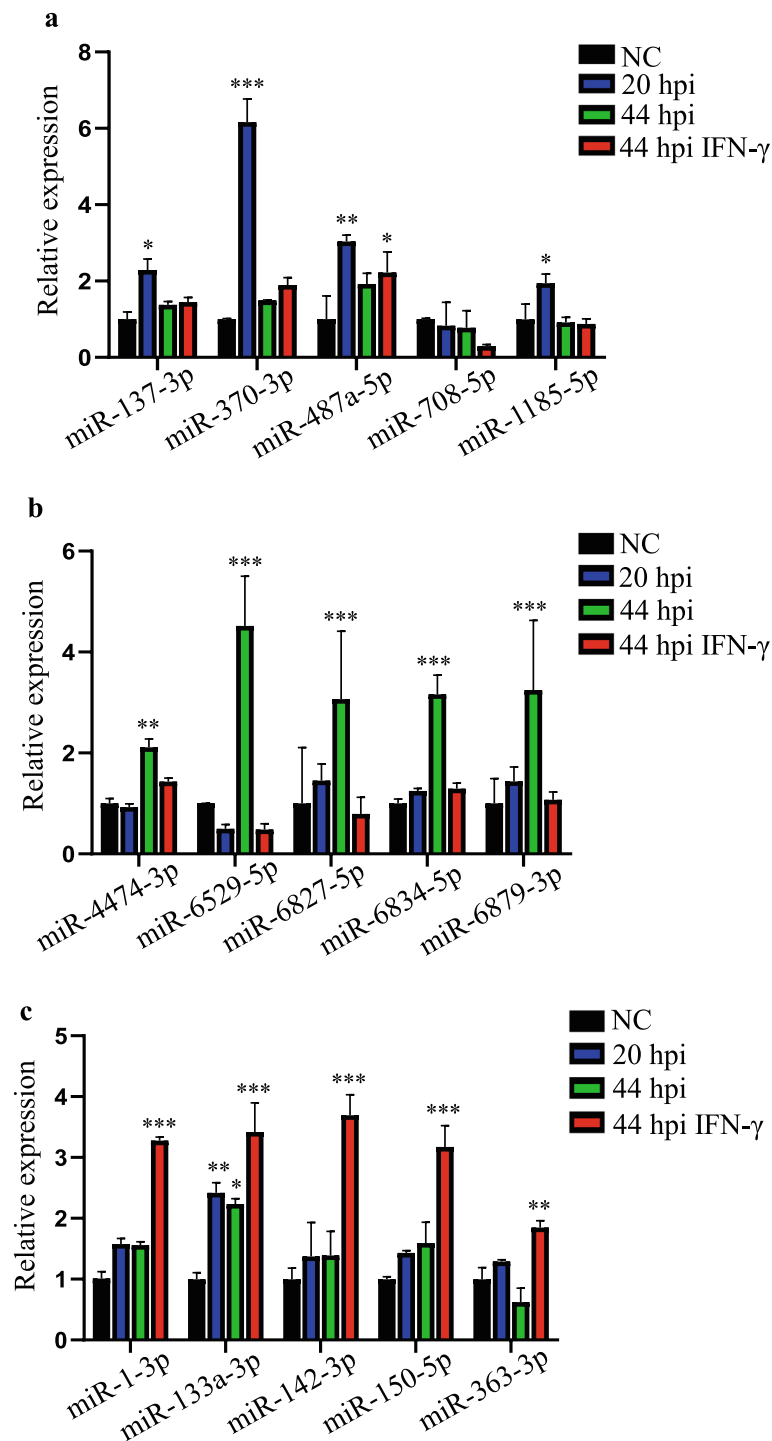 a
NC
20 hpi
44 hpi
44 hpi IFN-γ
Relative expression
8
6
4
2
0
***
*
**
*
*
miR-137-3p
miR-370-3p
miR-487a-5p
miR-708-5p
miR-1185-5p
b
NC
20 hpi
44 hpi
44 hpi IFN-γ
Relative expression
6
4
2
0
**
***
***
***
***
miR-4474-3p
miR-6529-5p
miR-6827-5p
miR-6834-5p
miR-6879-3p
c
NC
20 hpi
44 hpi
44 hpi IFN-γ
Relative expression
5
4
3
2
1
0
***
**
*
***
***
***
**
miR-1-3p
miR-133a-3p
miR-142-3p
miR-150-5p
miR-363-3p